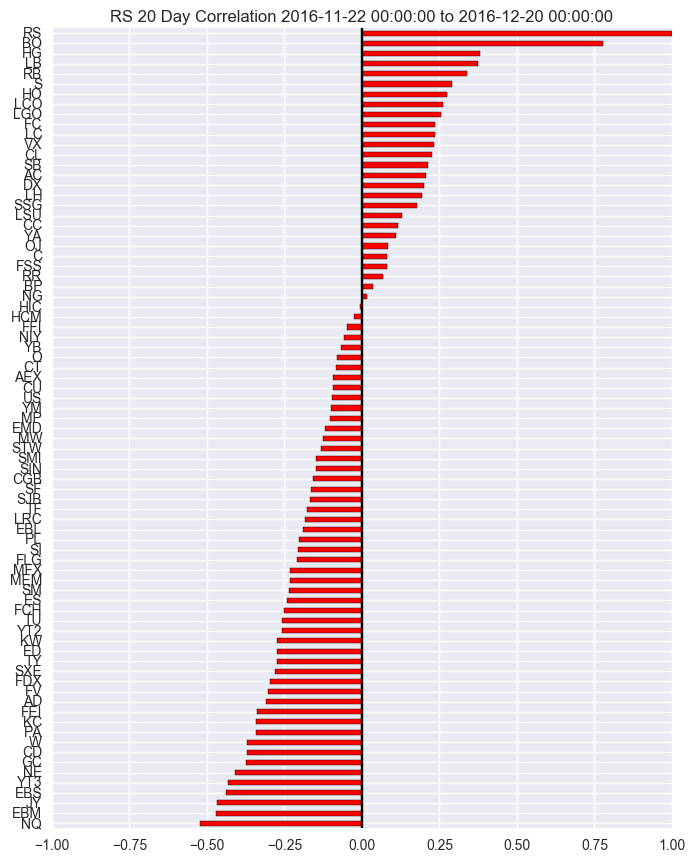 RS 20 Day Correlation 2016-11-22 00:00:00 to 2016-12-20 00:00:00
RS
BO
HG
LB
RB
S
HO
LCO
LGO
FC
LC
VX
CL
SB
AC
DX
LH
SSG
LSU
CC
YA
OJ
C
FSS
RR
BP
NG
HIC
HCM
FFI
NIY
YB
O
CT
AEX
CU
US
YM
MP
EMD
MW
STW
SMI
SIN
CGB
SF
SJB
TF
LRC
EBL
PL
SI
FLG
MFX
MEM
SM
ES
FCH
TU
YT2
KW
ED
TY
SXE
FDX
FV
AD
FEI
KC
PA
W
CD
GC
NE
YT3
EBS
JY
EBM
NQ
−1.00 −0.75 −0.50 −0.25 0.00 0.25 0.50 0.75 1.00